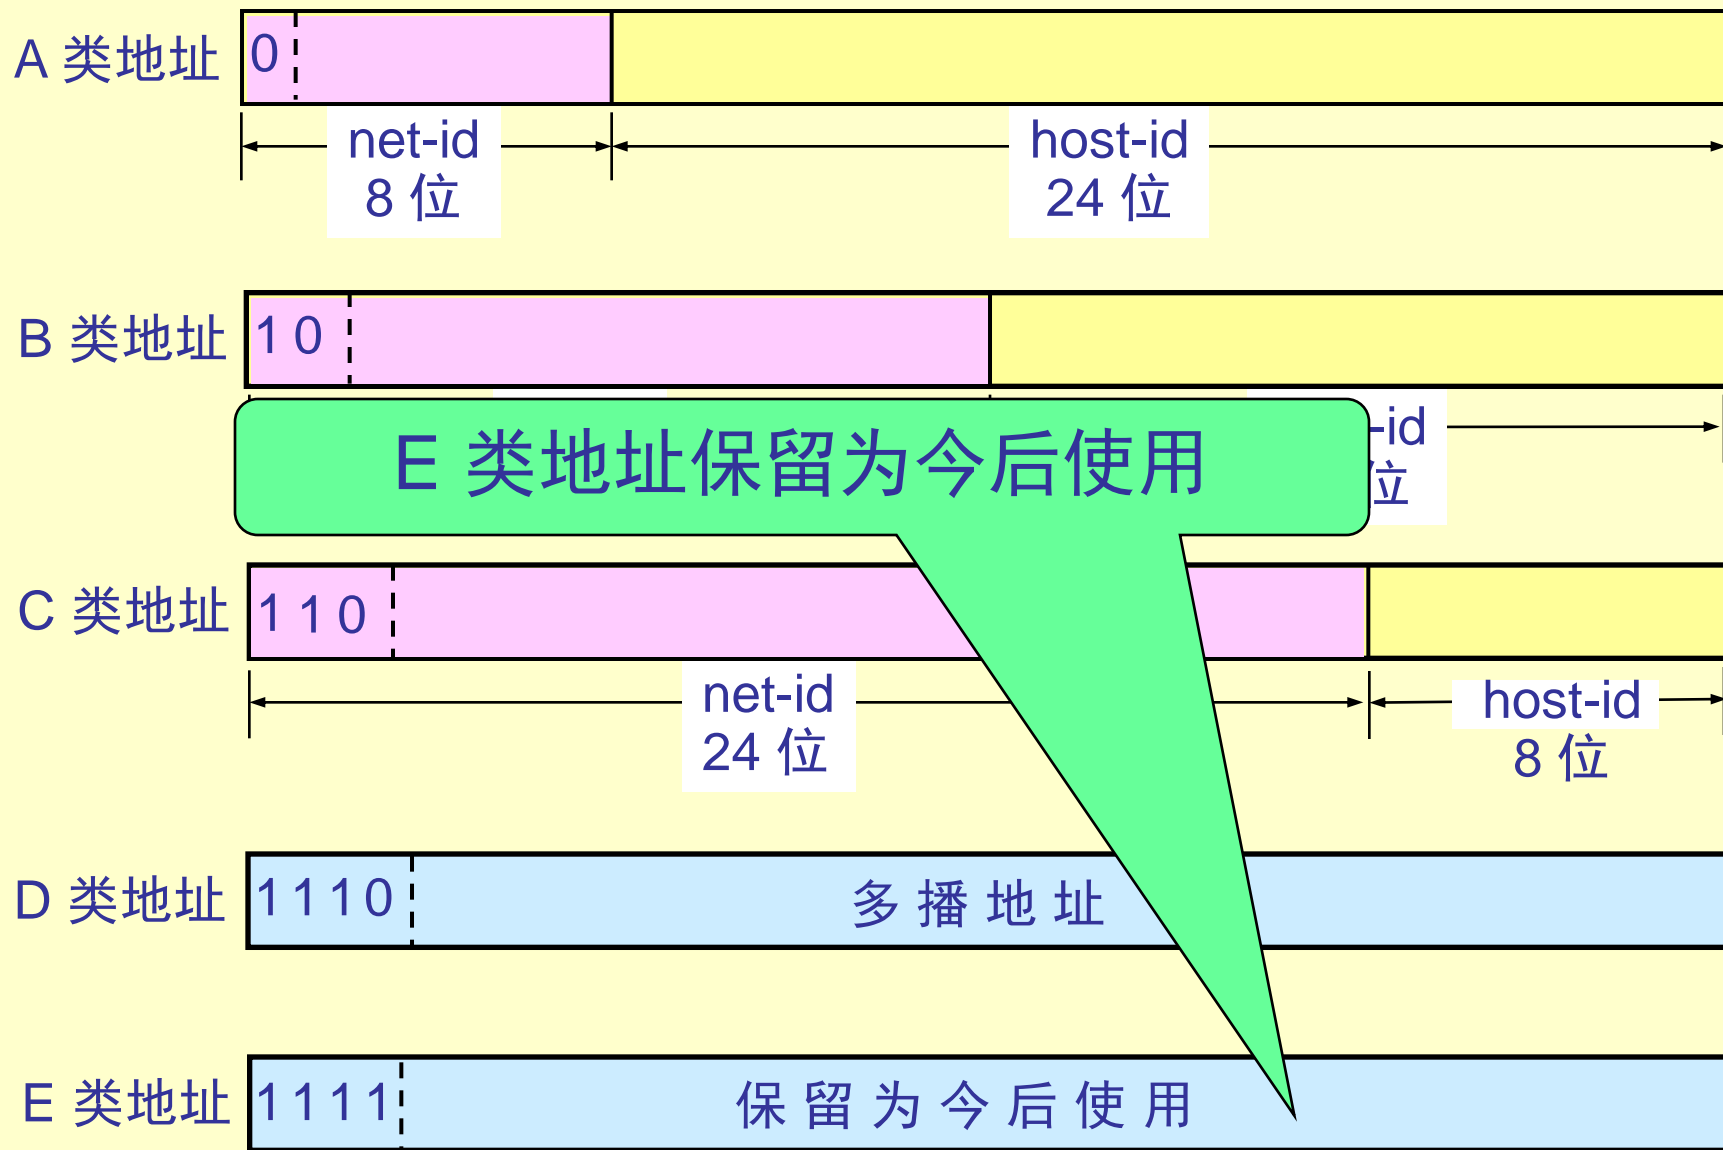 A 类地址
0
net-id
8 位
host-id
24 位
B 类地址
1 0
-id
位
E 类地址保留为今后使用
C 类地址
1 1 0
net-id
24 位
host-id
8 位
D 类地址
1 1 1 0
多 播 地 址
E 类地址
1 1 1 1
保 留 为 今 后 使 用